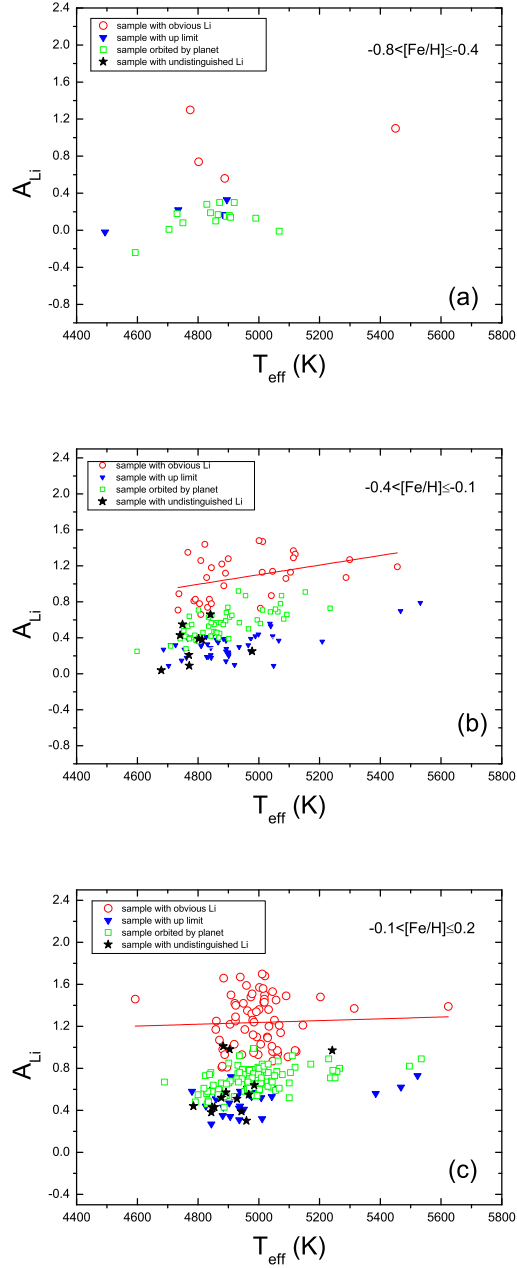 2.4
2.0
1.6
1.2
0.8
0.4
0.0
-0.4
-0.8
A_Li
sample with obvious Li
sample with up limit
sample orbited by planet
sample with undistinguished Li
-0.8<[Fe/H]≤-0.4
(a)
4400 4600 4800 5000 5200 5400 5600 5800
T_eff (K)
2.4
2.0
1.6
1.2
0.8
0.4
0.0
-0.4
-0.8
A_Li
sample with obvious Li
sample with up limit
sample orbited by planet
sample with undistinguished Li
-0.4<[Fe/H]≤-0.1
(b)
4400 4600 4800 5000 5200 5400 5600 5800
T_eff (K)
2.4
2.0
1.6
1.2
0.8
0.4
0.0
-0.4
A_Li
sample with obvious Li
sample with up limit
sample orbited by planet
sample with undistinguished Li
-0.1<[Fe/H]≤0.2
(c)
4400 4600 4800 5000 5200 5400 5600 5800
T_eff (K)